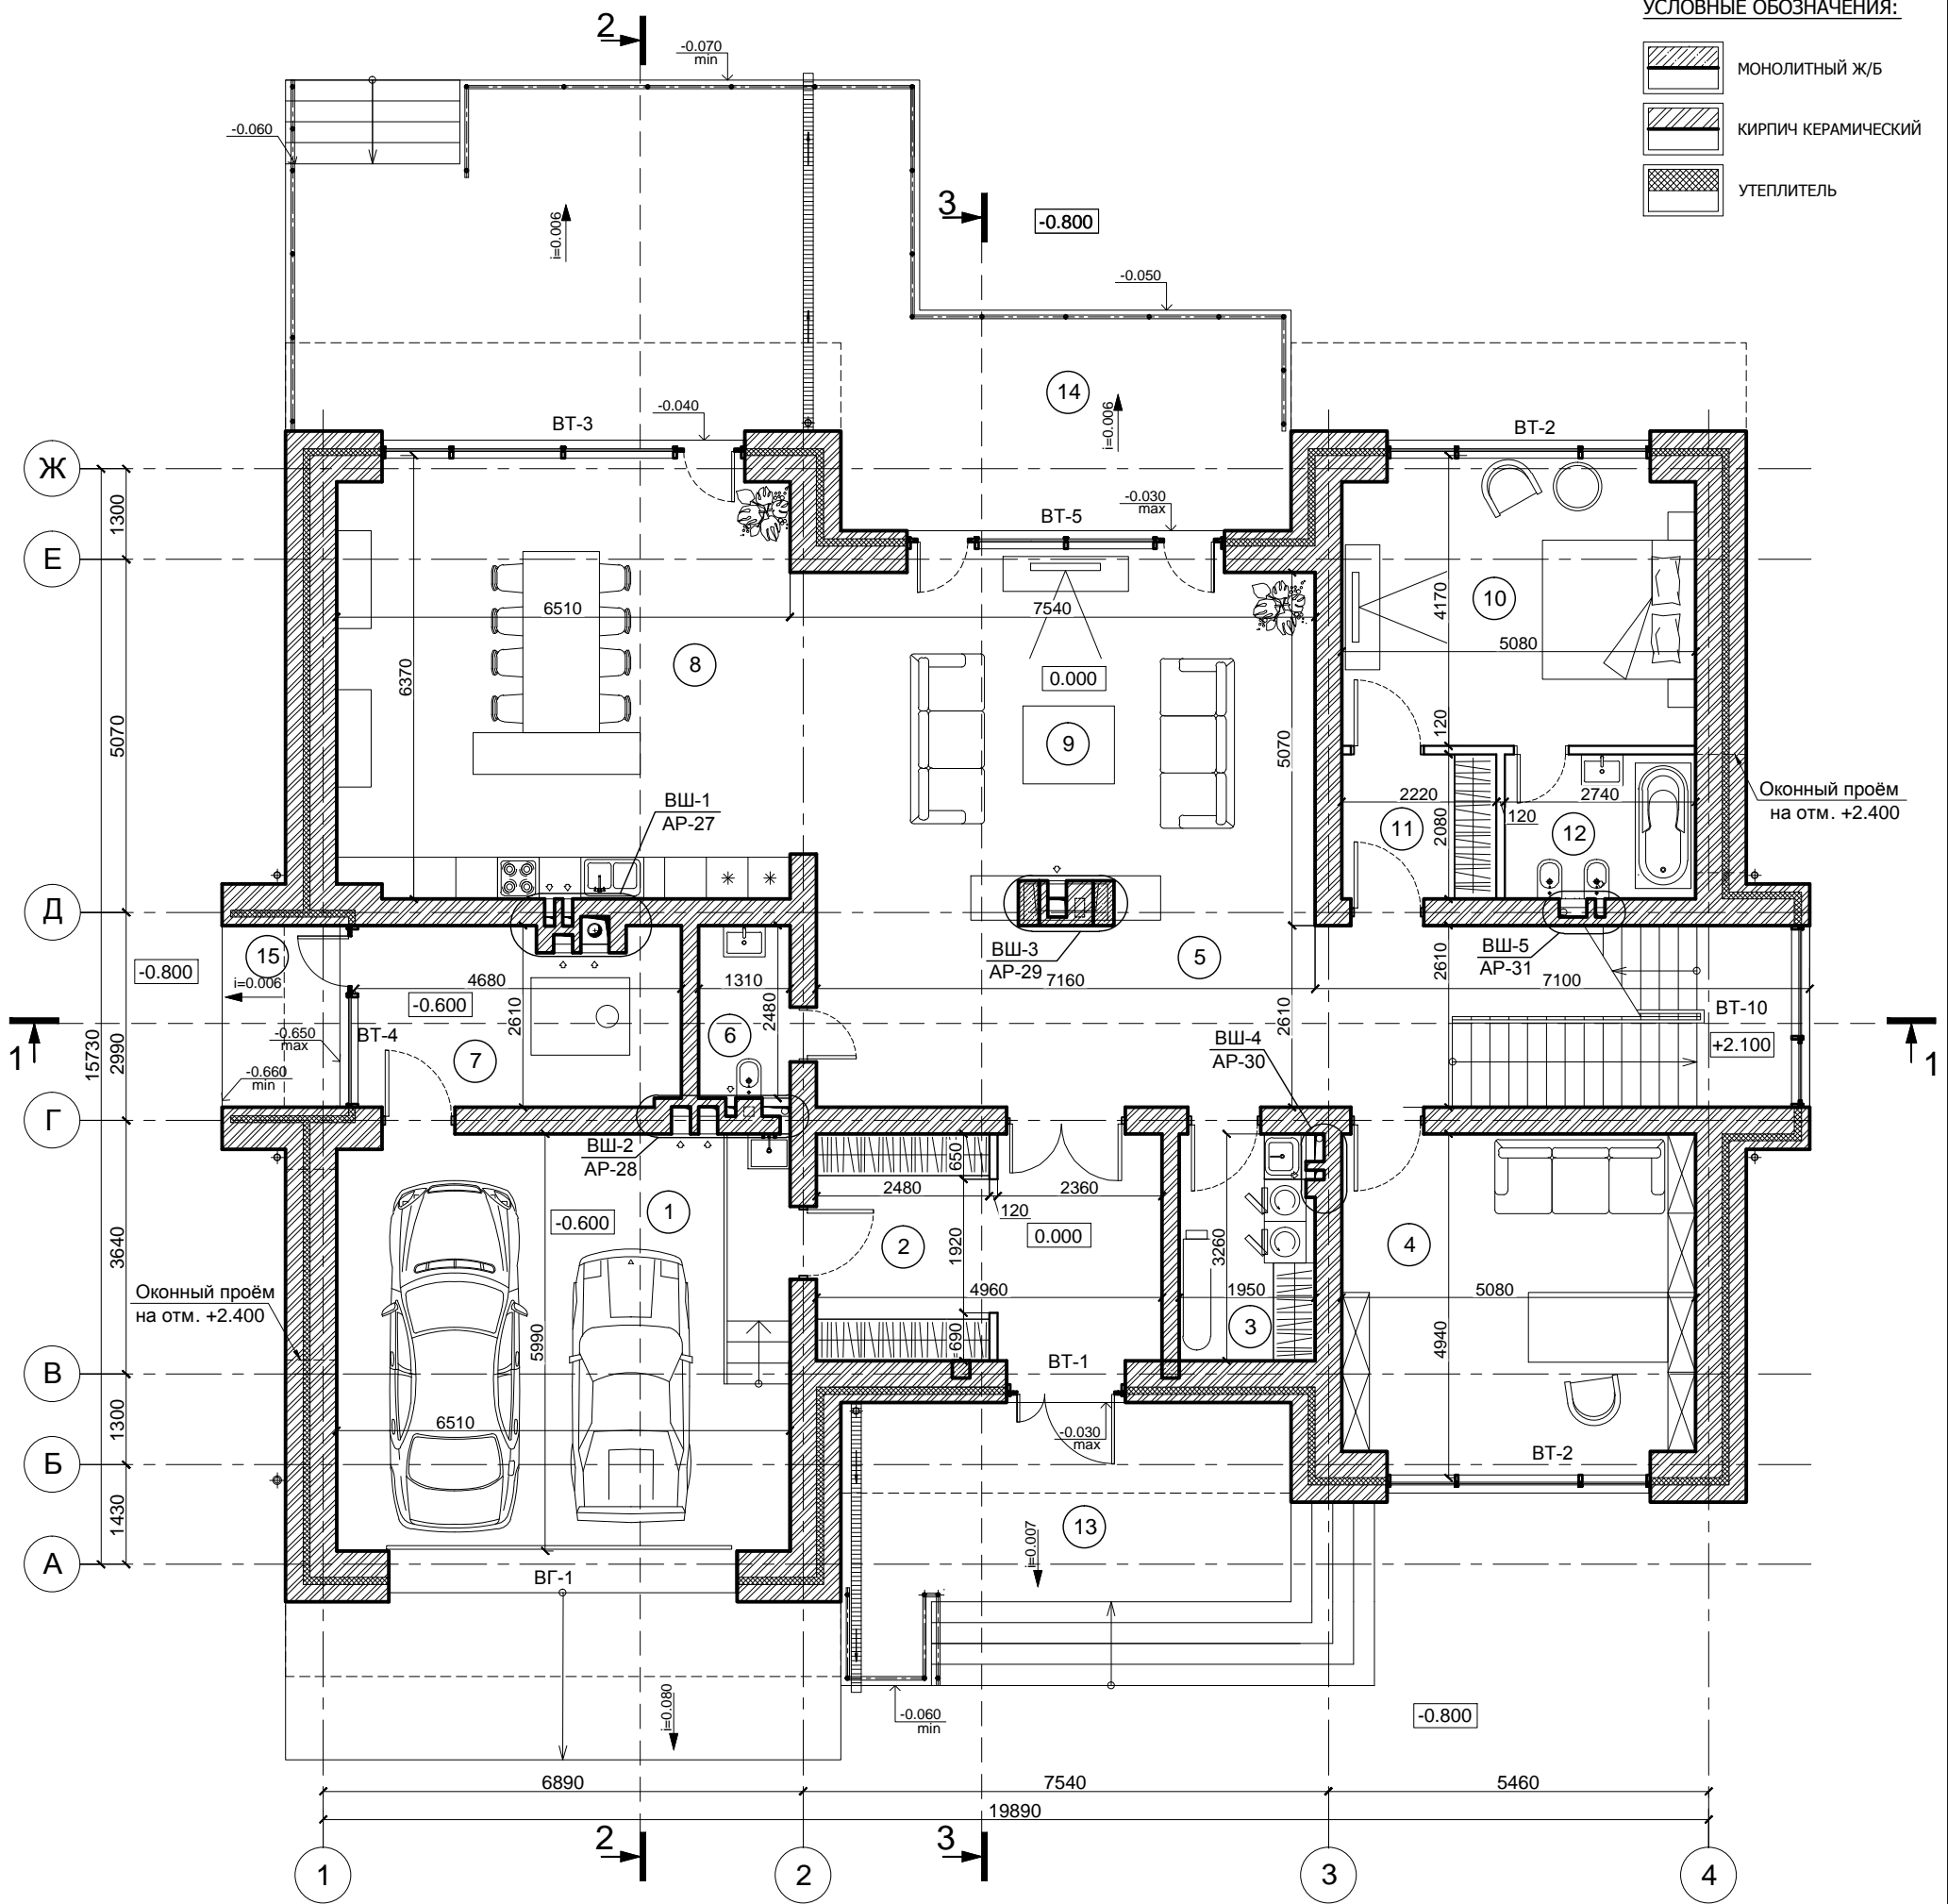 УСЛОВНЫЕ ОБОЗНАЧЕНИЯ:
МОНОЛИТНЫЙ Ж/Б
КИРПИЧ КЕРАМИЧЕСКИЙ
УТЕПЛИТЕЛЬ
2
-0.070
min
-0.060
3
-0.800
i=0.006
-0.050
14
i=0.006
-0.040
ВТ-3
ВТ-2
Ж
-0.030
max
ВТ-5
1300
Е
6510
7540
10
4170
5080
8
6370
0.000
9
5070
5070
120
ВШ-1
АР-27
Оконный проём
на отм. +2.400
2220
2740
120
11
2080
12
Д
15
-0.800
i=0.006
4680
-0.600
2610
1310
2480
6
ВШ-3
АР-29
5
7160
ВШ-5
АР-31
2610
7100
ВТ-10
+2.100
1
1
15730
2990
-0.650
max
ВТ-4
-0.660
min
7
2610
ВШ-4
АР-30
Г
ВШ-2
АР-28
650
2480
2360
120
-0.600
1
2
1920
0.000
3260
4
3640
Оконный проём
на отм. +2.400
4960
1950
5080
5990
690
3
4940
В
ВТ-1
1300
6510
-0.030
max
Б
ВТ-2
1430
13
i=0.007
А
ВГ-1
i=0.080
-0.060
min
-0.800
6890
7540
5460
19890
2
3
1
2
3
4